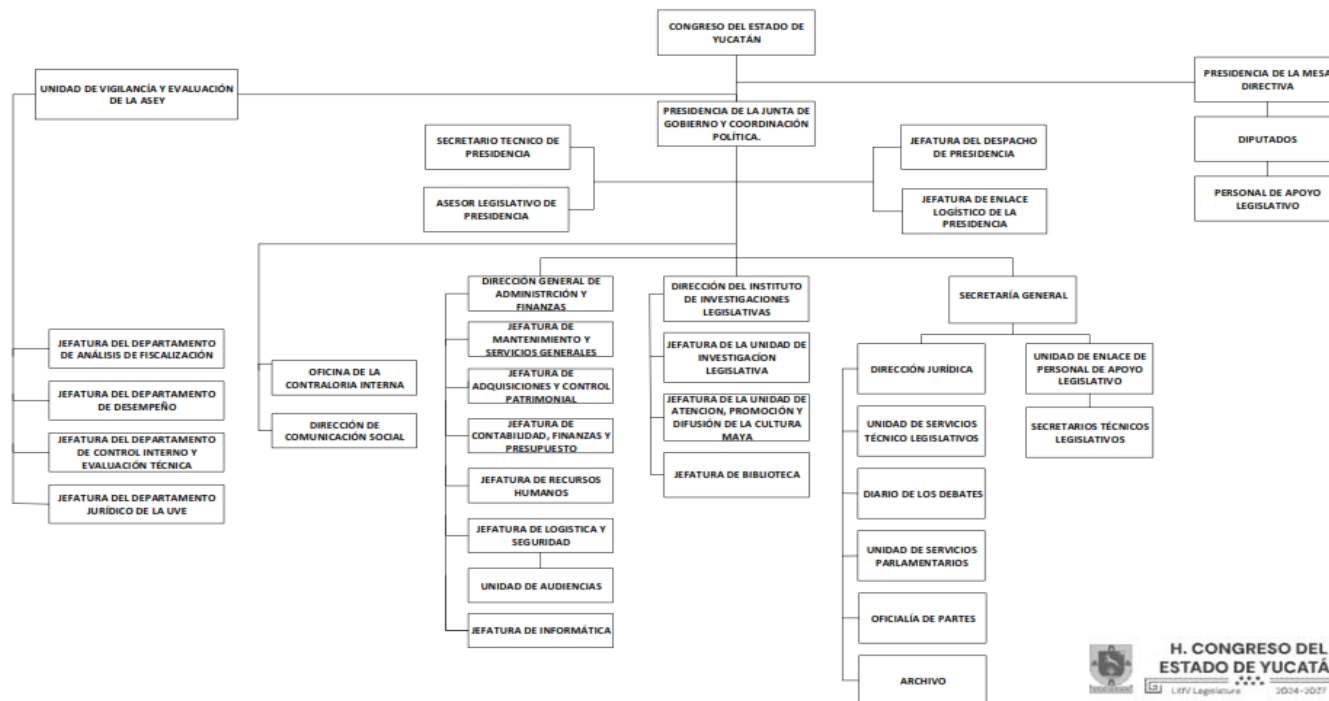 CONGRESO DEL ESTADO DE
YUCATÁN
UNIDAD DE VIGILANCÍA Y EVALUACIÓN
DE LA ASEY
PRESIDENCIA DE LA MESA
DIRECTIVA
PRESIDENCIA DE LA JUNTA DE
GOBIERNO Y COORDINACIÓN
POLÍTICA.
SECRETARIO TECNICO DE
PRESIDENCIA
JEFATURA DEL DESPACHO
DE PRESIDENCIA
DIPUTADOS
ASESOR LEGISLATIVO DE
PRESIDENCIA
JEFATURA DE ENLACE
LOGÍSTICO DE LA
PRESIDENCIA
PERSONAL DE APOYO
LEGISLATIVO
DIRECCIÓN GENERAL DE
ADMINISTRCIÓN Y
FINANZAS
DIRECCIÓN DEL INSTITUTO
DE INVESTIGACIONES
LEGISLATIVAS
SECRETARÍA GENERAL
JEFATURA DEL DEPARTAMENTO
DE ANÁLISIS DE FISCALIZACIÓN
JEFATURA DEL DEPARTAMENTO
DE DESEMPEÑO
JEFATURA DEL DEPARTAMENTO
DE CONTROL INTERNO Y
EVALUACIÓN TÉCNICA
JEFATURA DEL DEPARTAMENTO
JURÍDICO DE LA UVE
OFICINA DE LA
CONTRALORIA INTERNA
DIRECCIÓN DE
COMUNICACIÓN SOCIAL
JEFATURA DE
MANTENIMIENTO Y
SERVICIOS GENERALES
JEFATURA DE
ADQUISICIONES Y CONTROL
PATRIMONIAL
JEFATURA DE
CONTABILIDAD, FINANZAS Y
PRESUPUESTO
JEFATURA DE RECURSOS
HUMANOS
JEFATURA DE LOGISTICA Y
SEGURIDAD
UNIDAD DE AUDIENCIAS
JEFATURA DE INFORMÁTICA
JEFATURA DE LA UNIDAD DE
INVESTIGACÍON
LEGISLATIVA
JEFATURA DE LA UNIDAD DE
ATENCION, PROMOCIÓN Y
DIFUSIÓN DE LA CULTURA
MAYA
JEFATURA DE BIBLIOTECA
DIRECCIÓN JURÍDICA
UNIDAD DE SERVICIOS
TÉCNICO LEGISLATIVOS
DIARIO DE LOS DEBATES
UNIDAD DE SERVICIOS
PARLAMENTARIOS
OFICIALÍA DE PARTES
ARCHIVO
UNIDAD DE ENLACE DE
PERSONAL DE APOYO
LEGISLATIVO
SECRETARIOS TÉCNICOS
LEGISLATIVOS
H. CONGRESO DEL
ESTADO DE YUCATÁ
LXIV Legislatura 2024-2027